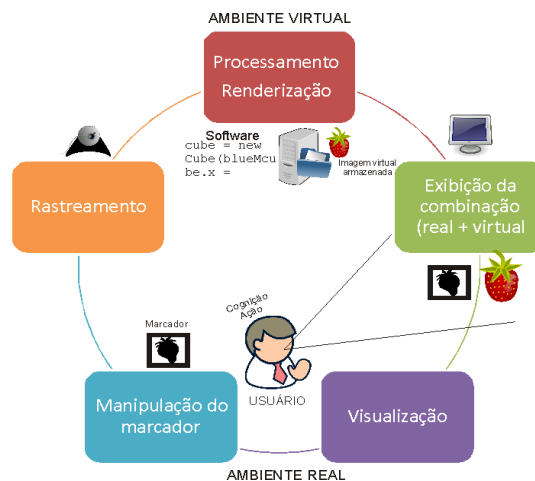 AMBIENTE VIRTUAL
Processamento
Renderização
Software
cube = new
Cube(blueMcu
be.x =
Imagem virtual
armazenada
Rastreamento
Exibição da
combinação
(real + virtual
Cognição
Ação
Marcador
USUÁRIO
Manipulação do
marcador
Visualização
AMBIENTE REAL